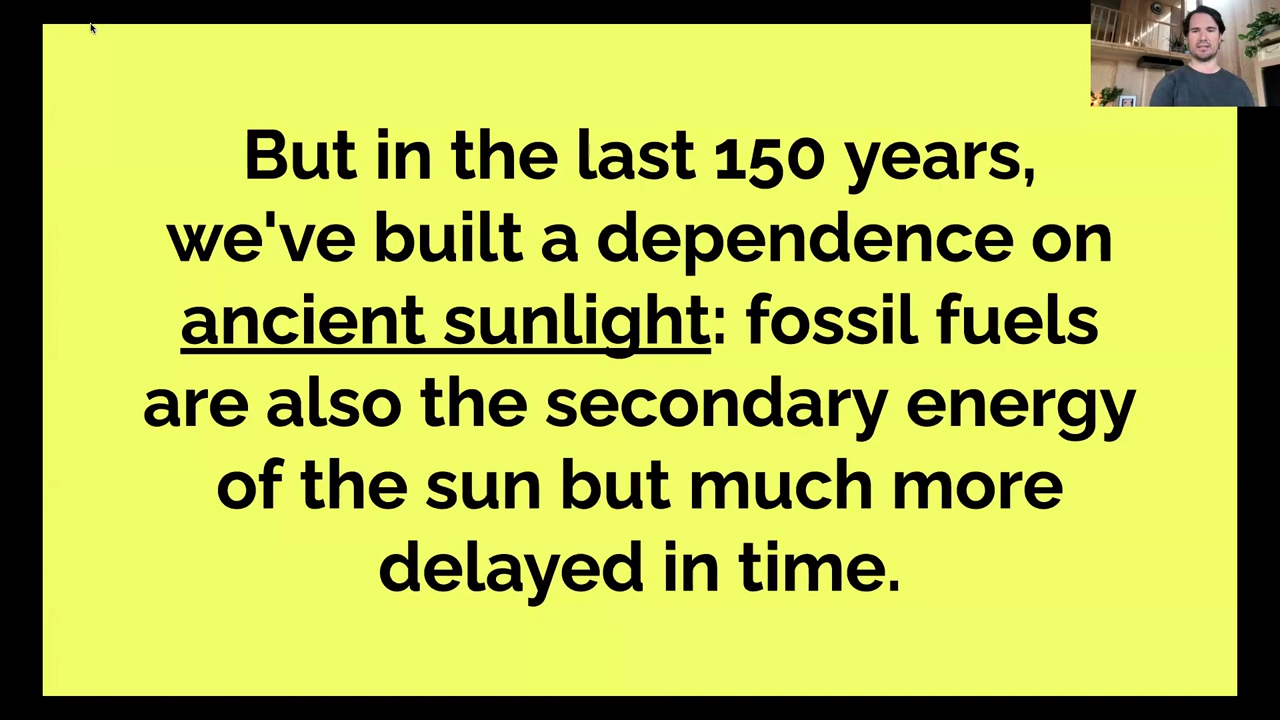 But in the last 150 years,
we've built a dependence on
ancient sunlight: fossil fuels
are also the secondary energy
of the sun but much more
delayed in time.